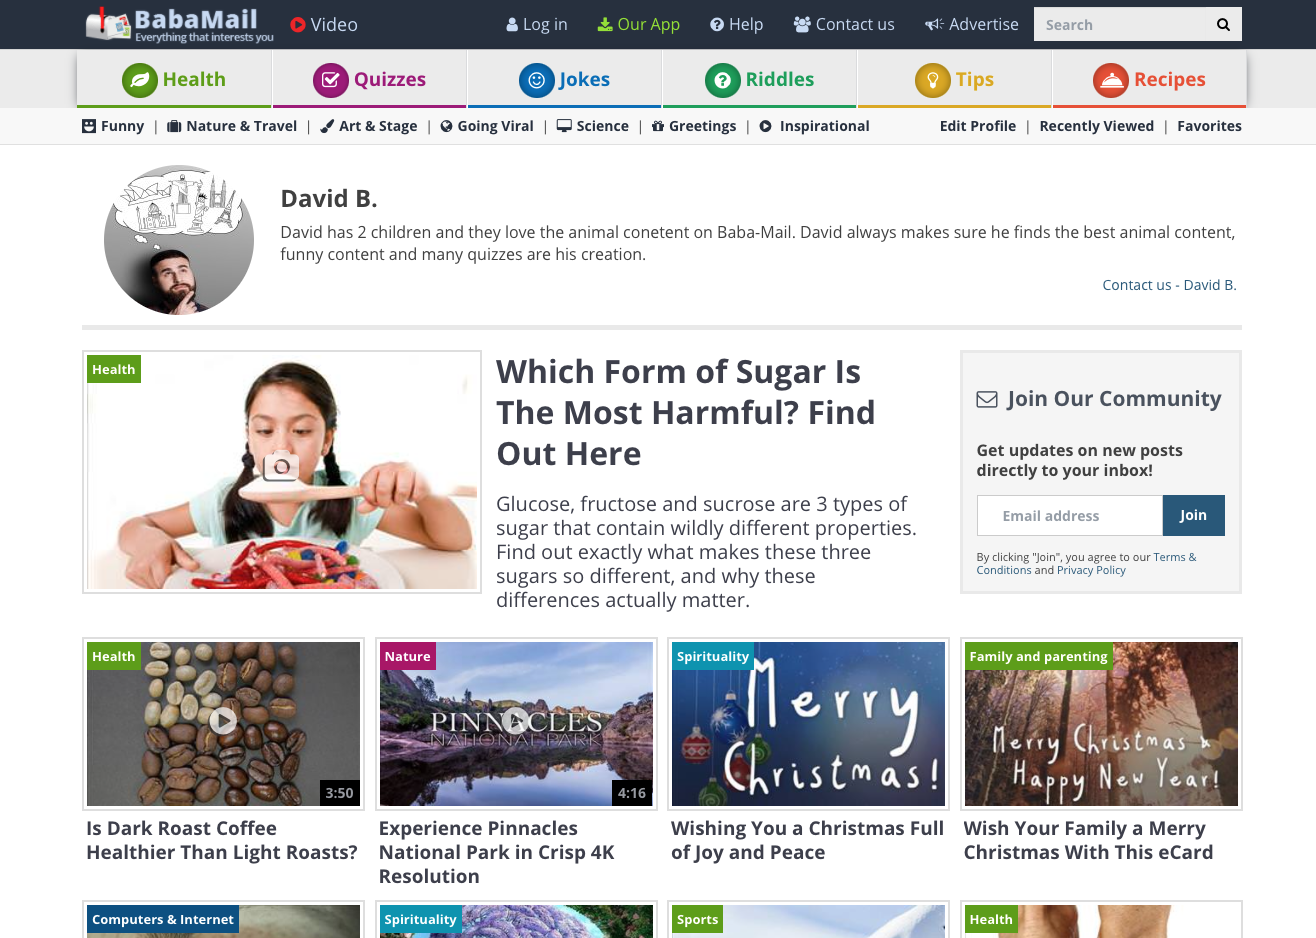 BabaMail
Everything that interests you
Video
Log in
Our App
Help
Contact us
Advertise
Search
Health
Quizzes
Jokes
Riddles
Tips
Recipes
Funny | Nature & Travel | Art & Stage | Going Viral | Science | Greetings | Inspirational
Edit Profile | Recently Viewed | Favorites
David B.
David has 2 children and they love the animal conetent on Baba-Mail. David always makes sure he finds the best animal content,
funny content and many quizzes are his creation.
Contact us - David B.
Health
Which Form of Sugar Is
The Most Harmful? Find
Out Here
Glucose, fructose and sucrose are 3 types of
sugar that contain wildly different properties.
Find out exactly what makes these three
sugars so different, and why these
differences actually matter.
Join Our Community
Get updates on new posts
directly to your inbox!
Email address
Join
By clicking "Join", you agree to our Terms &
Conditions and Privacy Policy
Health
3:50
Is Dark Roast Coffee
Healthier Than Light Roasts?
Nature
PINNACLES
NATIONAL PARK
4:16
Experience Pinnacles
National Park in Crisp 4K
Resolution
Spirituality
Merry
Christmas!
Wishing You a Christmas Full
of Joy and Peace
Family and parenting
Merry Christmas &
Happy New Year!
Wish Your Family a Merry
Christmas With This eCard
Computers & Internet
Spirituality
Sports
Health